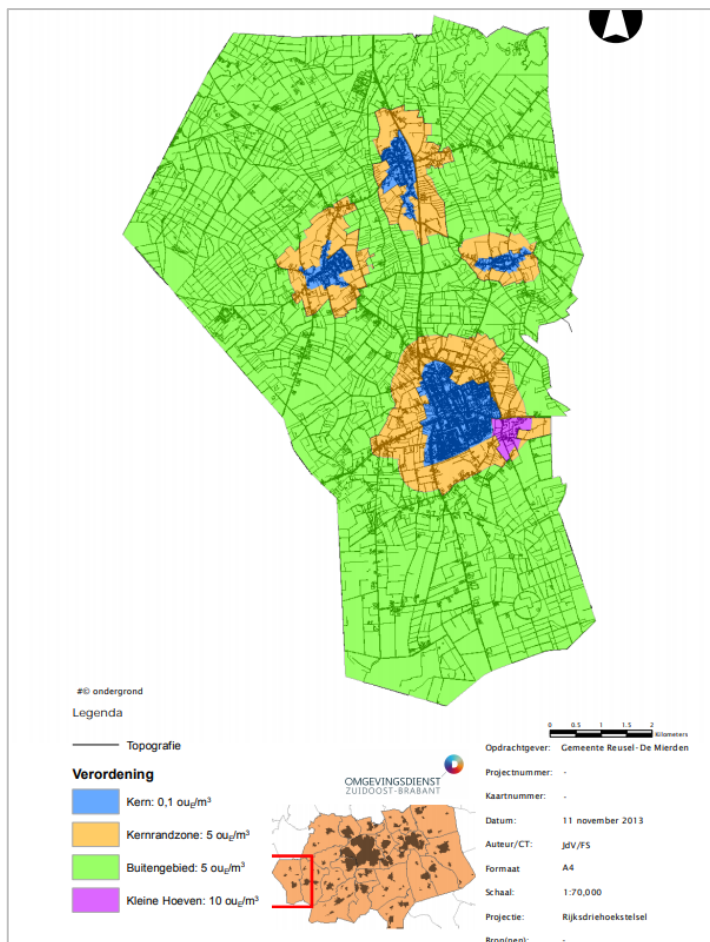 #© ondergrond
Legenda
Topografie
Verordening
Kern: 0,1 ouE/m³
Kernrandzone: 5 ouE/m³
Buitengebied: 5 ouE/m³
Kleine Hoeven: 10 ouE/m³
OMGEVINGSDIENST
ZUIDOOST-BRABANT
0 0.5 1 2
Kilometers
Opdrachtgever: Gemeente Reusel-De Mierden
Projectnummer: -
Kaartnummer: -
Datum: 11 november 2013
Auteur/CT: JdV/FS
Formaat A4
Schaal: 1:70,000
Projectie: Rijksdriehoekstelsel
Bron(nen): -